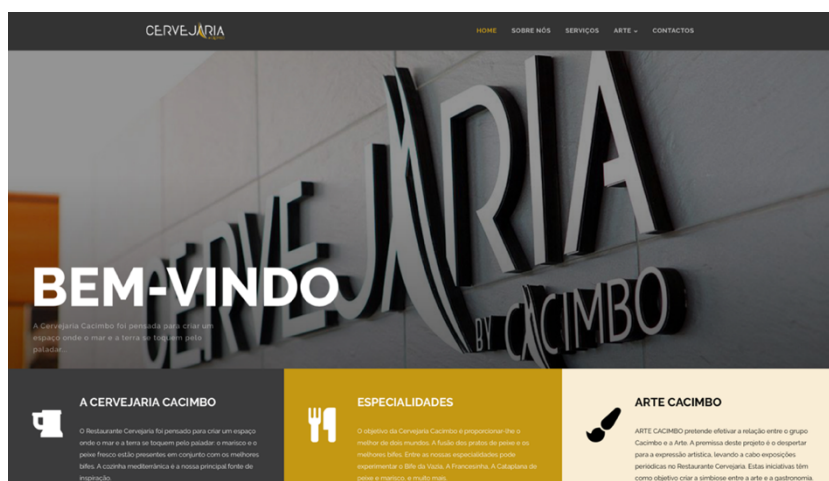 CERVEJARIA
HOME SOBRE NÓS SERVIÇOS ARTE CONTACTOS
CERVEJARIA
BY CACIMBO
BEM-VINDO
A Cervejaria Cacimbo foi pensada para criar um
espaço onde o mar e a terra se toquem pelo
paladar...
A CERVEJARIA CACIMBO
O Restaurante Cervejaria foi pensado para criar um espaço
onde o mar e a terra se toquem pelo paladar: o marisco e o
peixe fresco estão presentes em conjunto com os melhores
bifes. A cozinha mediterrânica é a nossa principal fonte de
inspiração.
ESPECIALIDADES
O objetivo da Cervejaria Cacimbo é proporcionar-lhe o
melhor de dois mundos. A fusão dos pratos de peixe e os
melhores bifes. Entre as nossas especialidades pode
experimentar o Bife da Vazia, A Francesinha, A Cataplana de
peixe e marisco, e muito mais.
ARTE CACIMBO
ARTE CACIMBO pretende efetivar a relação entre o grupo
Cacimbo e a Arte. A premissa deste projeto é o despertar
para a expressão artística, levando a cabo exposições
periódicas no Restaurante Cervejaria. Estas iniciativas têm
como objetivo criar a simbiose entre a arte e a gastronomia,